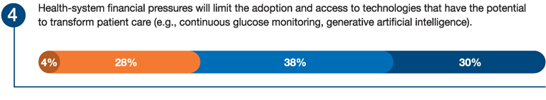 4 Health-system financial pressures will limit the adoption and access to technologies that have the potential
to transform patient care (e.g., continuous glucose monitoring, generative artificial intelligence).
4% 28% 38% 30%